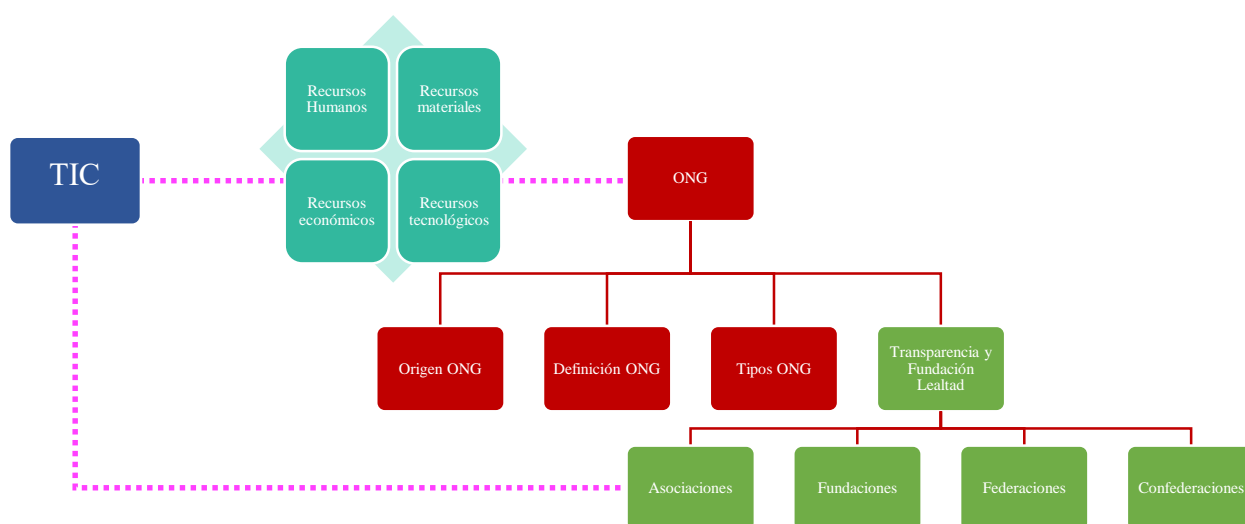 Recursos
Humanos
Recursos
materiales
TIC
ONG
Recursos
económicos
Recursos
tecnológicos
Origen ONG
Definición ONG
Tipos ONG
Transparencia y
Fundación
Lealtad
Asociaciones
Fundaciones
Federaciones
Confederaciones